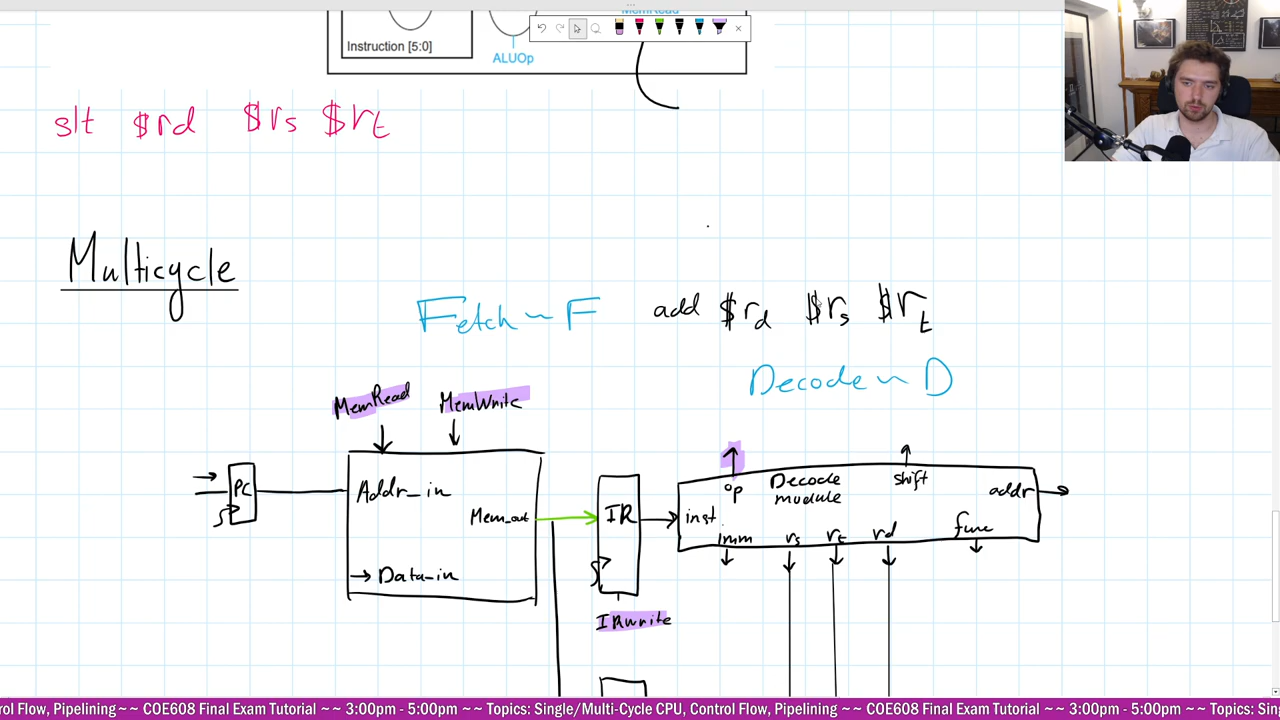 MemRead
Instruction [5:0]
ALUOp
slt $rd $rs $rt
Multicycle
Fetch ~ F
add $rd $rs $rt
Decode ~ D
MemRead
MemWrite
PC
Addr_in
Mem_out
Data_in
IR
IRwrite
op
Decode module
shift
addr
inst
imm
rs
rt
rd
func
rol Flow, Pipelining~~ COE608 Final Exam Tutorial ~~ 3:00pm - 5:00pm ~~ Topics: Single/Multi-Cycle CPU, Control Flow, Pipelining ~~ COE608 Final Exam Tutorial ~~ 3:00pm - 5:00pm ~~ Topics: Si